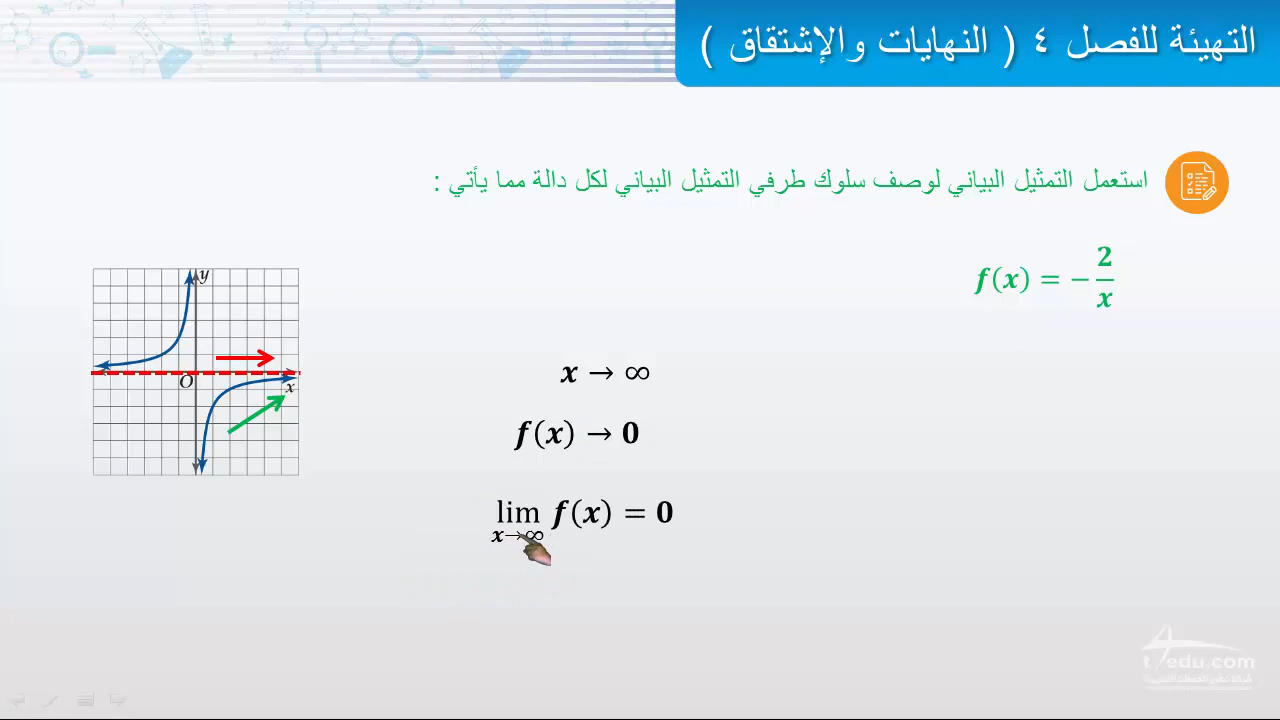 التهيئة للفصل ٤ ( النهايات والإشتقاق )
استعمل التمثيل البياني لوصف سلوك طرفي التمثيل البياني لكل دالة مما يأتي :
f(x) = −2/x
y
O
x
x → ∞
f(x) → 0
lim x→∞ f(x) = 0
t4edu.com